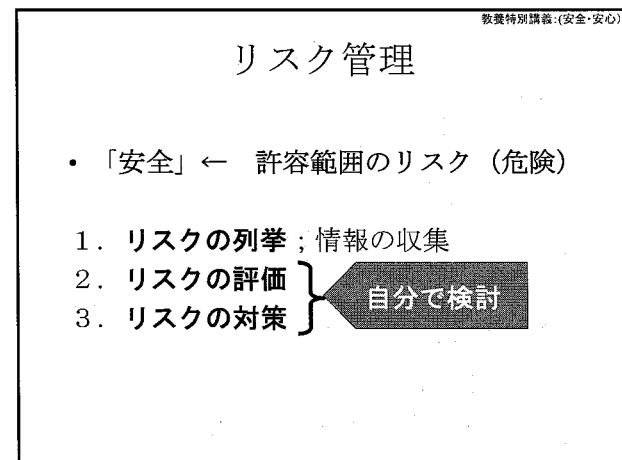 教養特別講義:(安全・安心)
リスク管理
・「安全」← 許容範囲のリスク（危険）
１．リスクの列挙；情報の収集
２．リスクの評価
３．リスクの対策
自分で検討